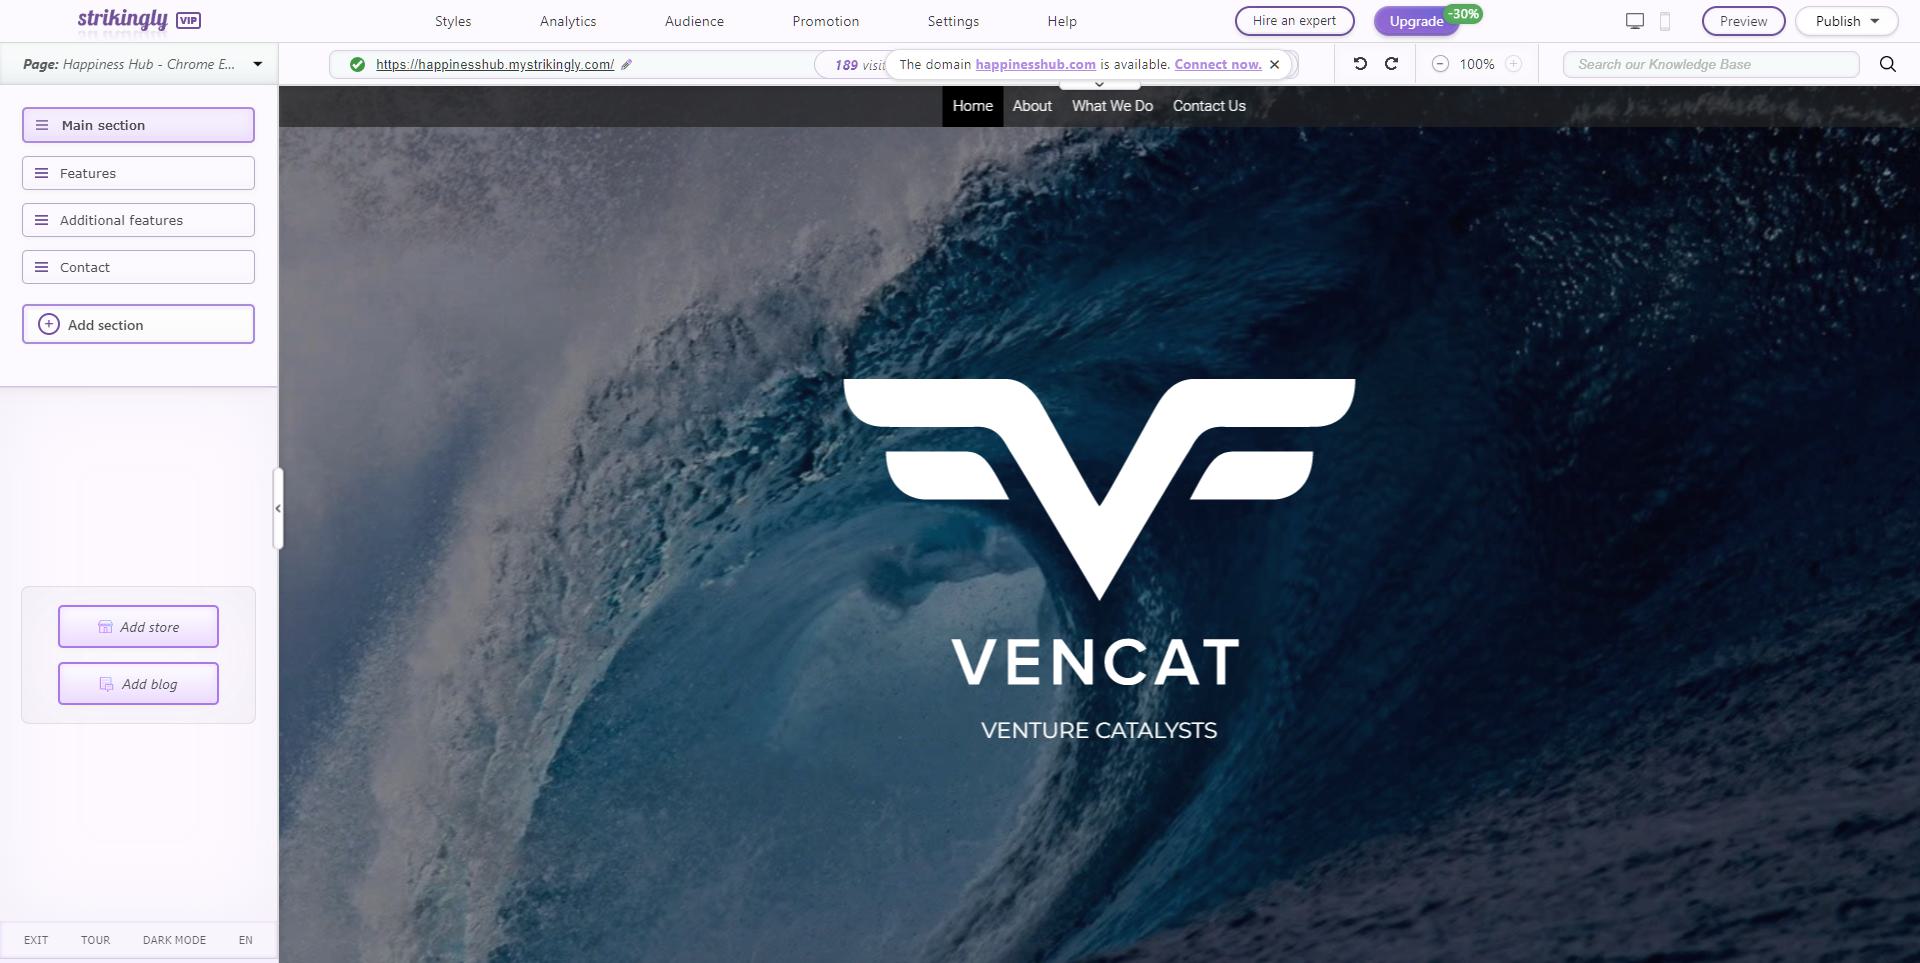 strikingly VIP
Styles
Analytics
Audience
Promotion
Settings
Help
Hire an expert
Upgrade
-30%
Preview
Publish
Page: Happiness Hub - Chrome E...
https://happinesshub.mystrikingly.com/
189 visit
The domain happinesshub.com is available. Connect now.
100%
Search our Knowledge Base
Home
About
What We Do
Contact Us
Main section
Features
Additional features
Contact
Add section
VENCAT
VENTURE CATALYSTS
Add store
Add blog
EXIT
TOUR
DARK MODE
EN